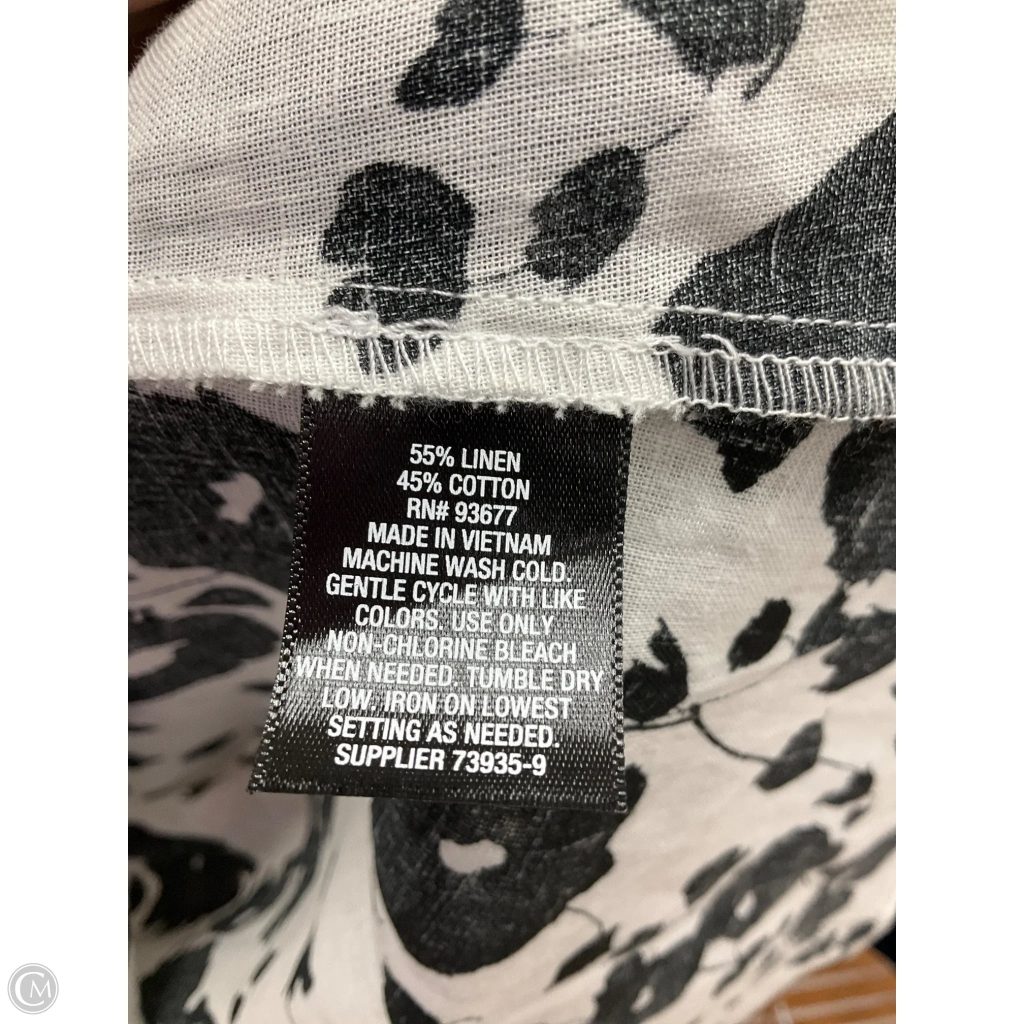 55% LINEN
45% COTTON
RN# 93677
MADE IN VIETNAM
MACHINE WASH COLD.
GENTLE CYCLE WITH LIKE
COLORS. USE ONLY
NON-CHLORINE BLEACH
WHEN NEEDED. TUMBLE DRY
LOW. IRON ON LOWEST
SETTING AS NEEDED.
SUPPLIER 73935-9
CM